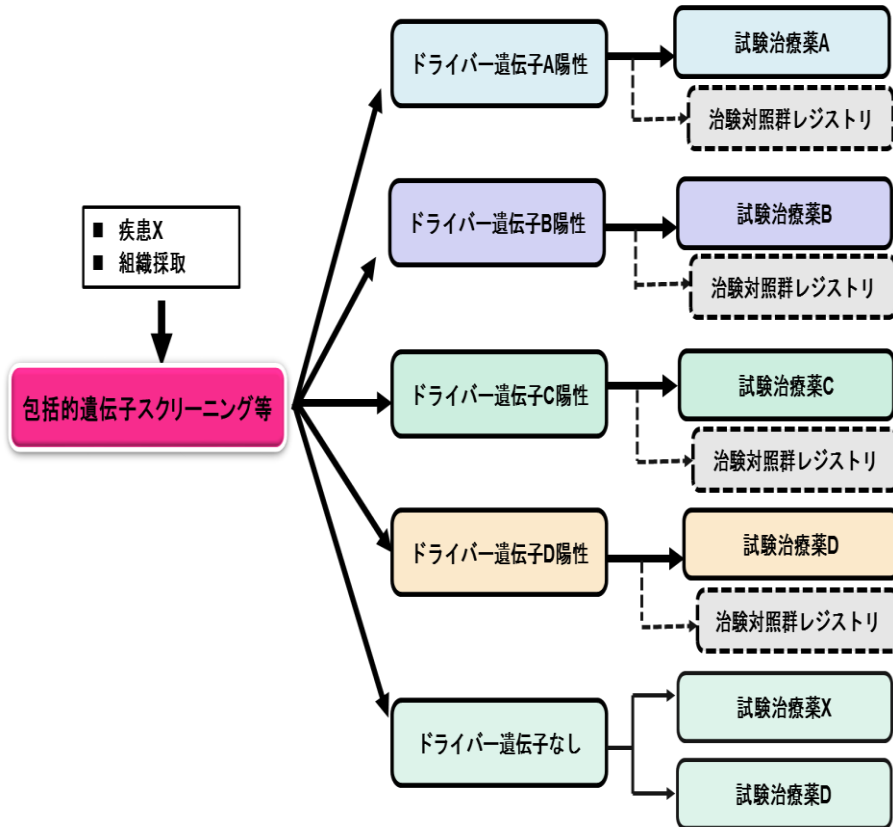 ドライバー遺伝子A陽性
試験治療薬A
治験対照群レジストリ
■ 疾患X
■ 組織採取
ドライバー遺伝子B陽性
試験治療薬B
治験対照群レジストリ
包括的遺伝子スクリーニング等
ドライバー遺伝子C陽性
試験治療薬C
治験対照群レジストリ
ドライバー遺伝子D陽性
試験治療薬D
治験対照群レジストリ
ドライバー遺伝子なし
試験治療薬X
試験治療薬D